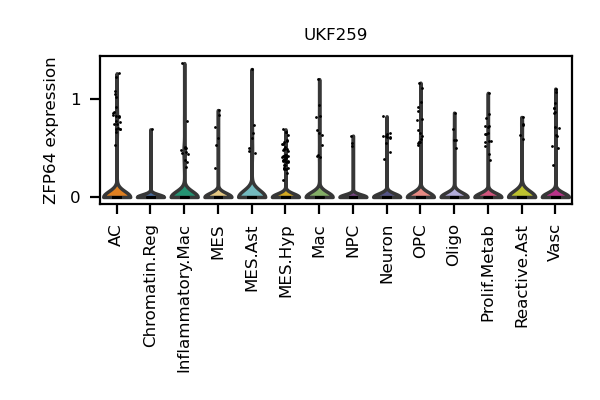 UKF259
ZFP64 expression
1
0
AC
Chromatin.Reg
Inflammatory.Mac
MES
MES.Ast
MES.Hyp
Mac
NPC
Neuron
OPC
Oligo
Prolif.Metab
Reactive.Ast
Vasc